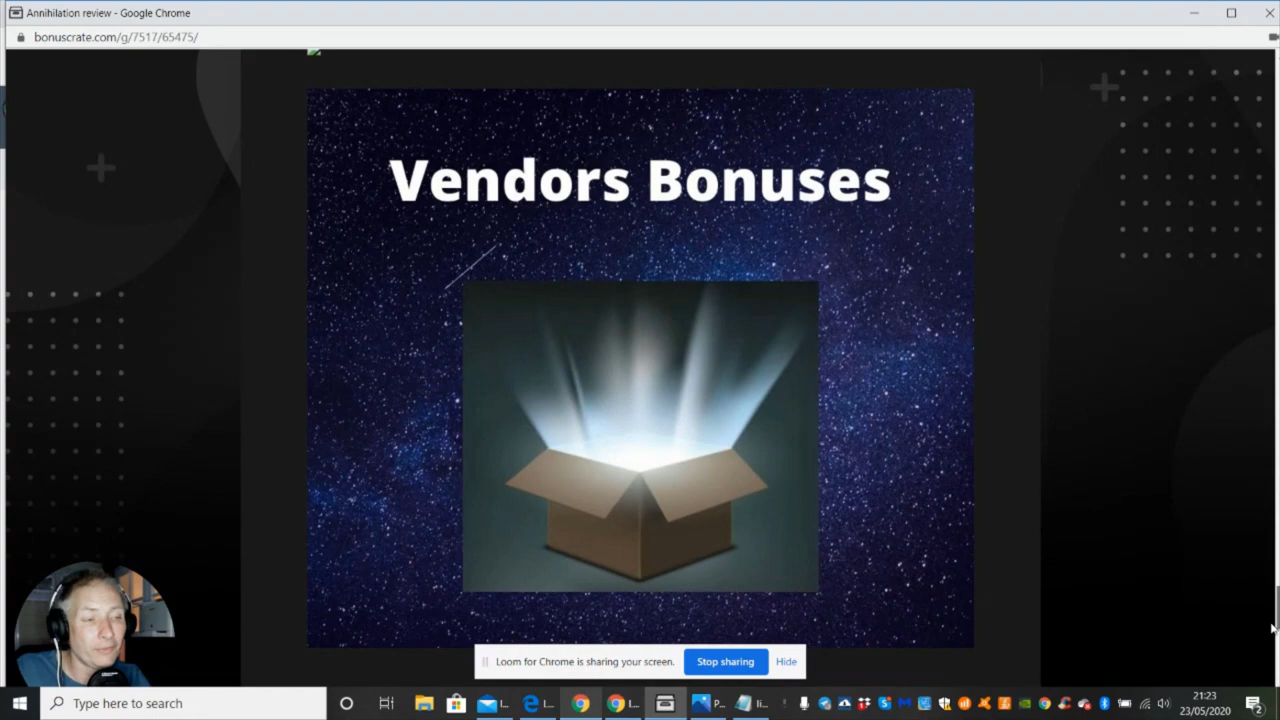 Annihilation review - Google Chrome
bonuscrate.com/g/7517/65475/
Vendors Bonuses
Loom for Chrome is sharing your screen. Stop sharing Hide
Type here to search
21:23
23/05/2020
2